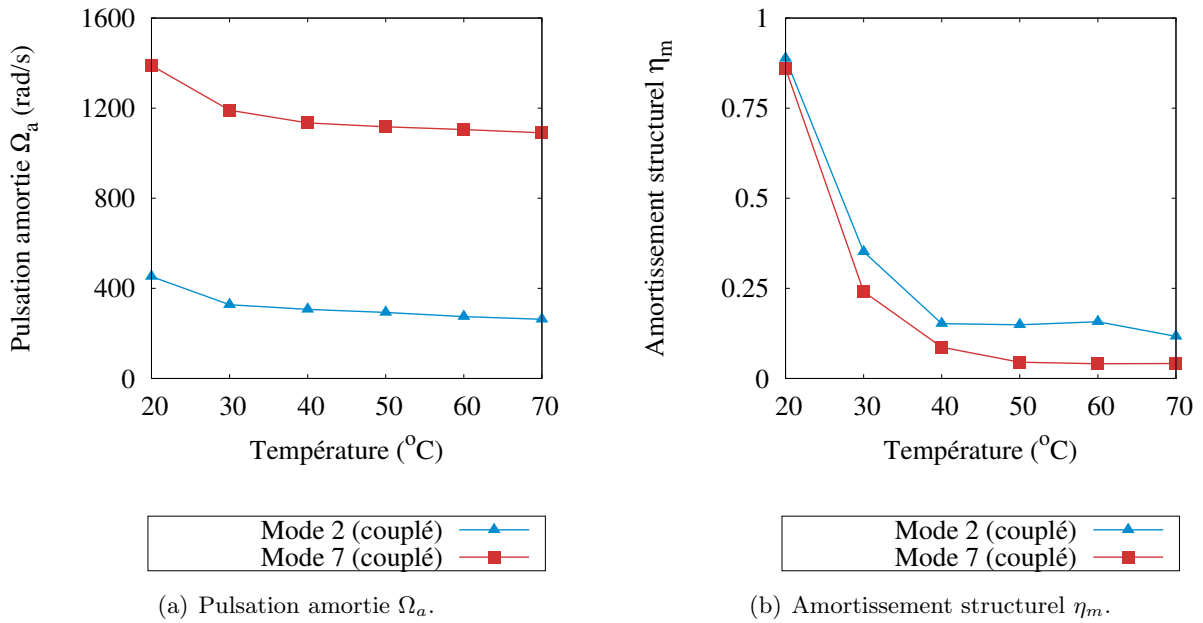 1600
1200
800
400
0
Pulsation amortie Ω_a (rad/s)
20 30 40 50 60 70
Température (°C)
Mode 2 (couplé)
Mode 7 (couplé)
(a) Pulsation amortie Ωₐ.
1
0.75
0.5
0.25
0
Amortissement structurel η_m
20 30 40 50 60 70
Température (°C)
Mode 2 (couplé)
Mode 7 (couplé)
(b) Amortissement structurel ηₘ.